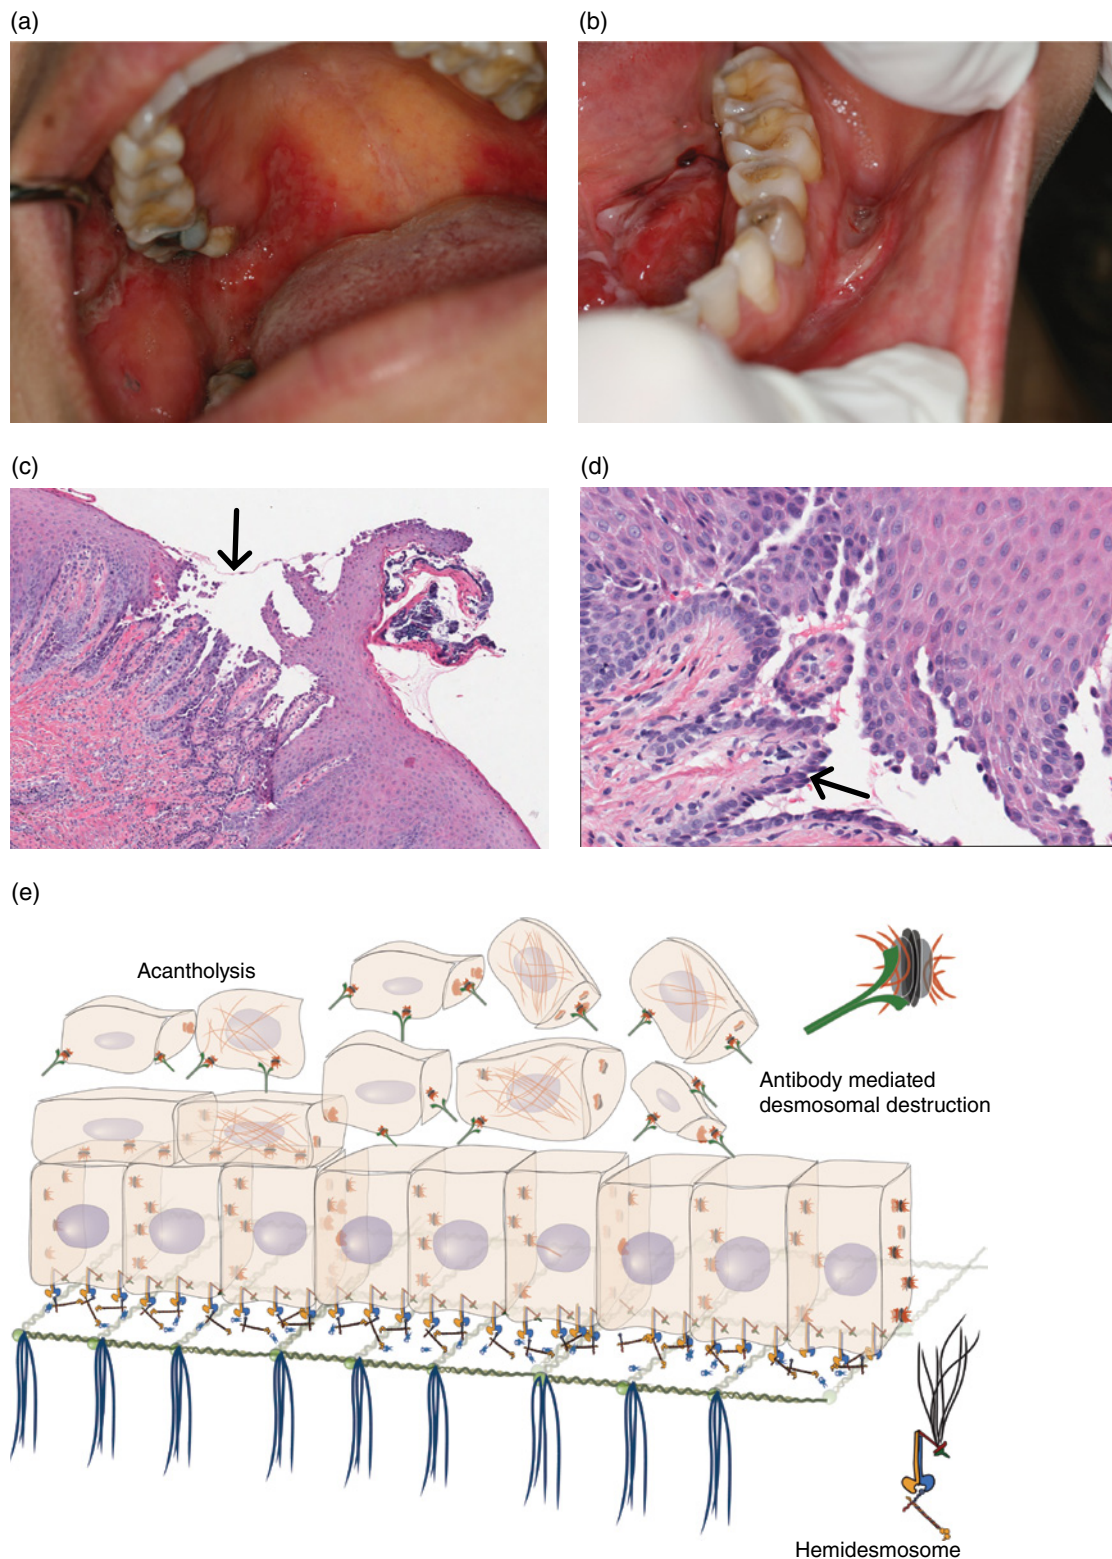 (a)
(b)
(c)
(d)
(e)
Acantholysis
Antibody mediated
desmosomal destruction
Hemidesmosome